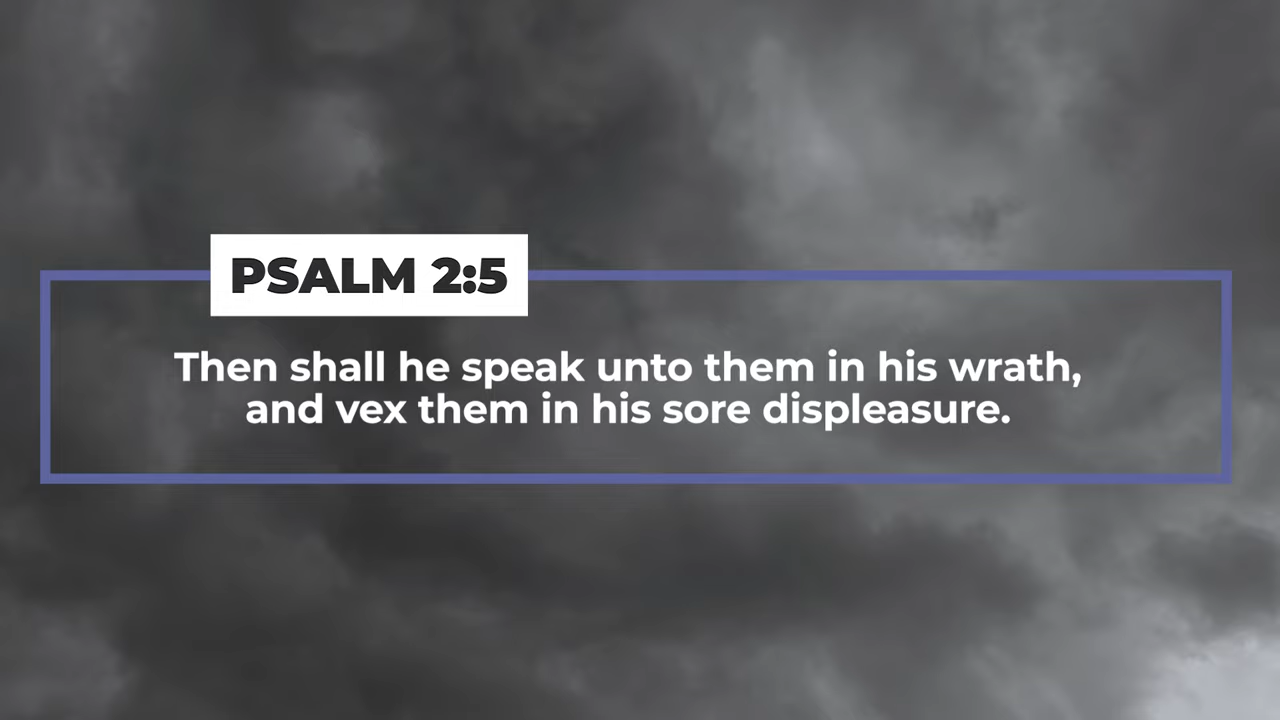 PSALM 2:5
Then shall he speak unto them in his wrath,
and vex them in his sore displeasure.